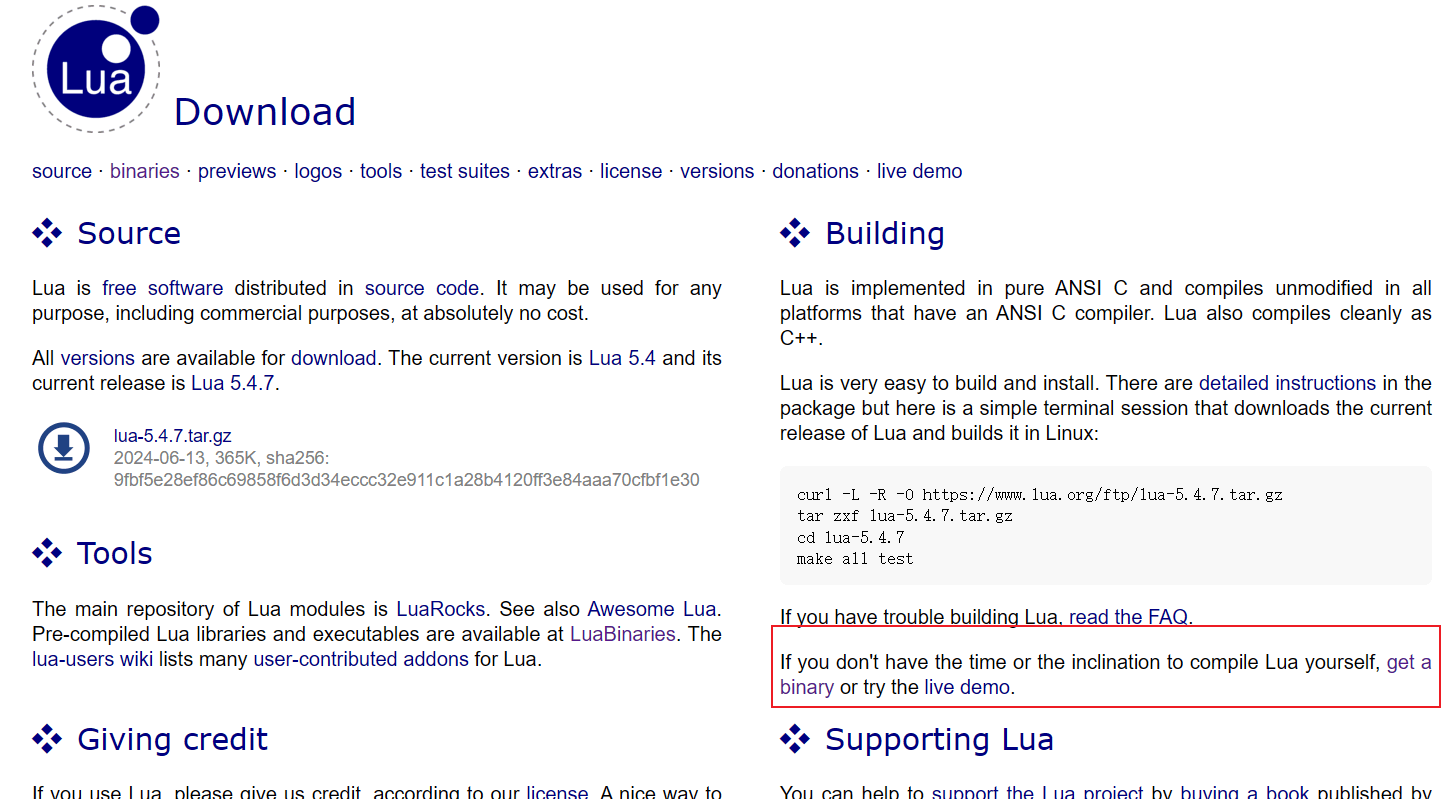 Lua
Download
source · binaries · previews · logos · tools · test suites · extras · license · versions · donations · live demo
Source
Lua is free software distributed in source code. It may be used for any
purpose, including commercial purposes, at absolutely no cost.
All versions are available for download. The current version is Lua 5.4 and its
current release is Lua 5.4.7.
lua-5.4.7.tar.gz
2024-06-13, 365K, sha256:
9fbf5e28ef86c69858f6d3d34eccc32e911c1a28b4120ff3e84aaa70cfbf1e30
Tools
The main repository of Lua modules is LuaRocks. See also Awesome Lua.
Pre-compiled Lua libraries and executables are available at LuaBinaries. The
lua-users wiki lists many user-contributed addons for Lua.
Giving credit
If you use Lua, please give us credit, according to our license. A nice way to
Building
Lua is implemented in pure ANSI C and compiles unmodified in all
platforms that have an ANSI C compiler. Lua also compiles cleanly as
C++.
Lua is very easy to build and install. There are detailed instructions in the
package but here is a simple terminal session that downloads the current
release of Lua and builds it in Linux:
curl -L -R -O https://www.lua.org/ftp/lua-5.4.7.tar.gz
tar zxf lua-5.4.7.tar.gz
cd lua-5.4.7
make all test
If you have trouble building Lua, read the FAQ.
If you don't have the time or the inclination to compile Lua yourself, get a
binary or try the live demo.
Supporting Lua
You can help to support the Lua project by buying a book published by